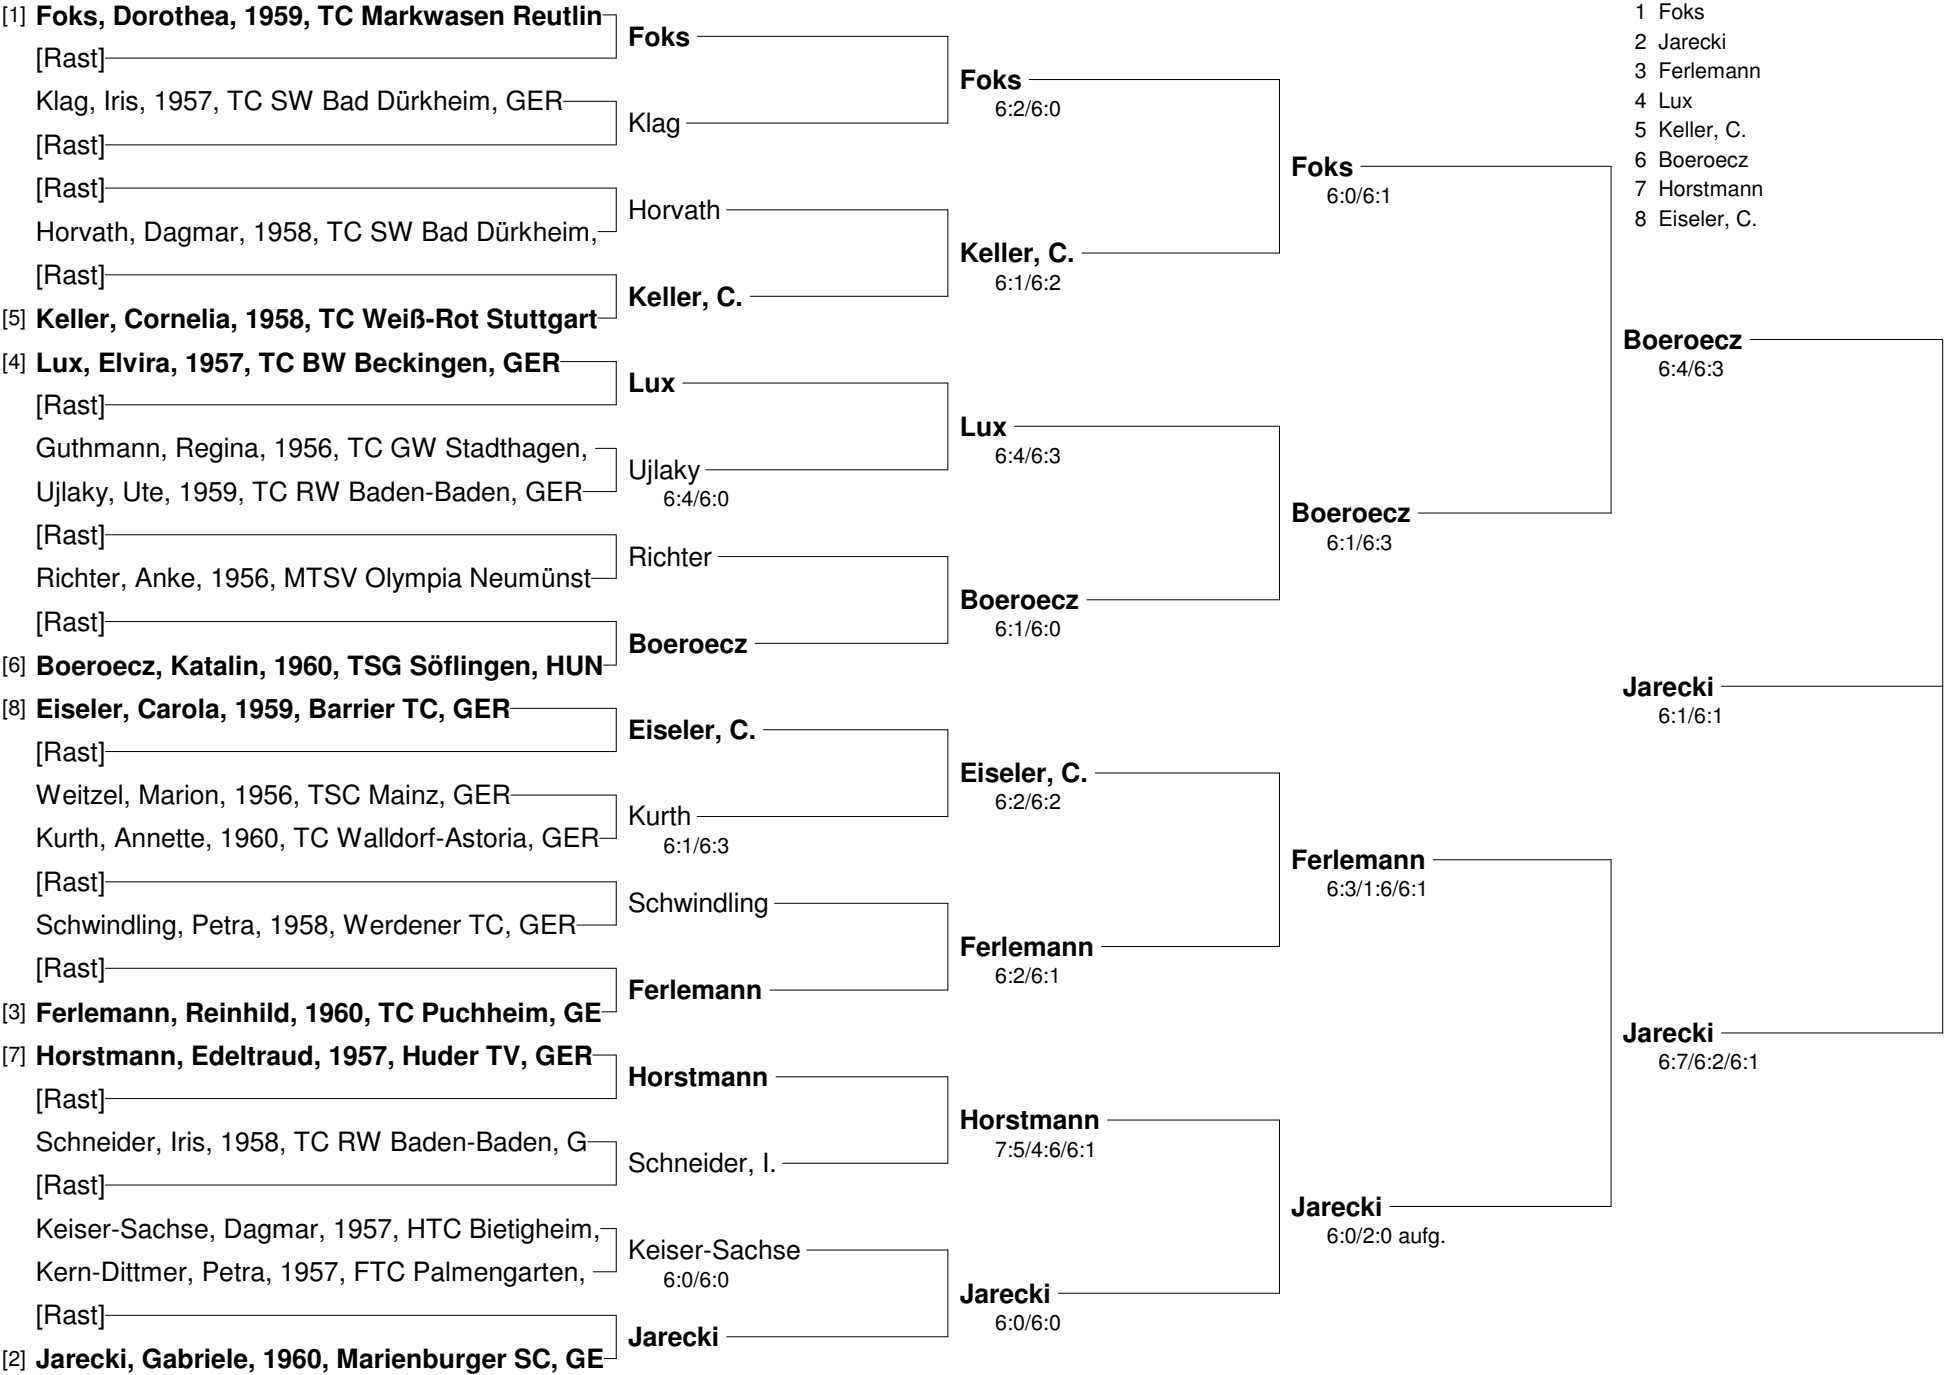 [1] Foks, Dorothea, 1959, TC Markwasen Reutlin
[Rast]
Klag, Iris, 1957, TC SW Bad Dürkheim, GER
[Rast]
[Rast]
Horvath, Dagmar, 1958, TC SW Bad Dürkheim,
[Rast]
[5] Keller, Cornelia, 1958, TC Weiß-Rot Stuttgart
[4] Lux, Elvira, 1957, TC BW Beckingen, GER
[Rast]
Guthmann, Regina, 1956, TC GW Stadthagen,
Ujlaky, Ute, 1959, TC RW Baden-Baden, GER
[Rast]
Richter, Anke, 1956, MTSV Olympia Neumünst
[Rast]
[6] Boeroecz, Katalin, 1960, TSG Söflingen, HUN
[8] Eiseler, Carola, 1959, Barrier TC, GER
[Rast]
Weitzel, Marion, 1956, TSC Mainz, GER
Kurth, Annette, 1960, TC Walldorf-Astoria, GER
[Rast]
Schwindling, Petra, 1958, Werdener TC, GER
[Rast]
[3] Ferlemann, Reinhild, 1960, TC Puchheim, GE
[7] Horstmann, Edeltraud, 1957, Huder TV, GER
[Rast]
Schneider, Iris, 1958, TC RW Baden-Baden, G
[Rast]
Keiser-Sachse, Dagmar, 1957, HTC Bietigheim,
Kern-Dittmer, Petra, 1957, FTC Palmengarten,
[Rast]
[2] Jarecki, Gabriele, 1960, Marienburger SC, GE
Foks
Klag
Horvath
Keller, C.
Lux
Ujlaky
6:4/6:0
Richter
Boeroecz
Eiseler, C.
Kurth
6:1/6:3
Schwindling
Ferlemann
Horstmann
Schneider, I.
Keiser-Sachse
6:0/6:0
Jarecki
Foks
6:2/6:0
Keller, C.
6:1/6:2
Lux
6:4/6:3
Boeroecz
6:1/6:0
Eiseler, C.
6:2/6:2
Ferlemann
6:2/6:1
Horstmann
7:5/4:6/6:1
Jarecki
6:0/6:0
Foks
6:0/6:1
Boeroecz
6:1/6:3
Ferlemann
6:3/1:6/6:1
Jarecki
6:0/2:0 aufg.
1 Foks
2 Jarecki
3 Ferlemann
4 Lux
5 Keller, C.
6 Boeroecz
7 Horstmann
8 Eiseler, C.
Boeroecz
6:4/6:3
Jarecki
6:1/6:1
Jarecki
6:7/6:2/6:1